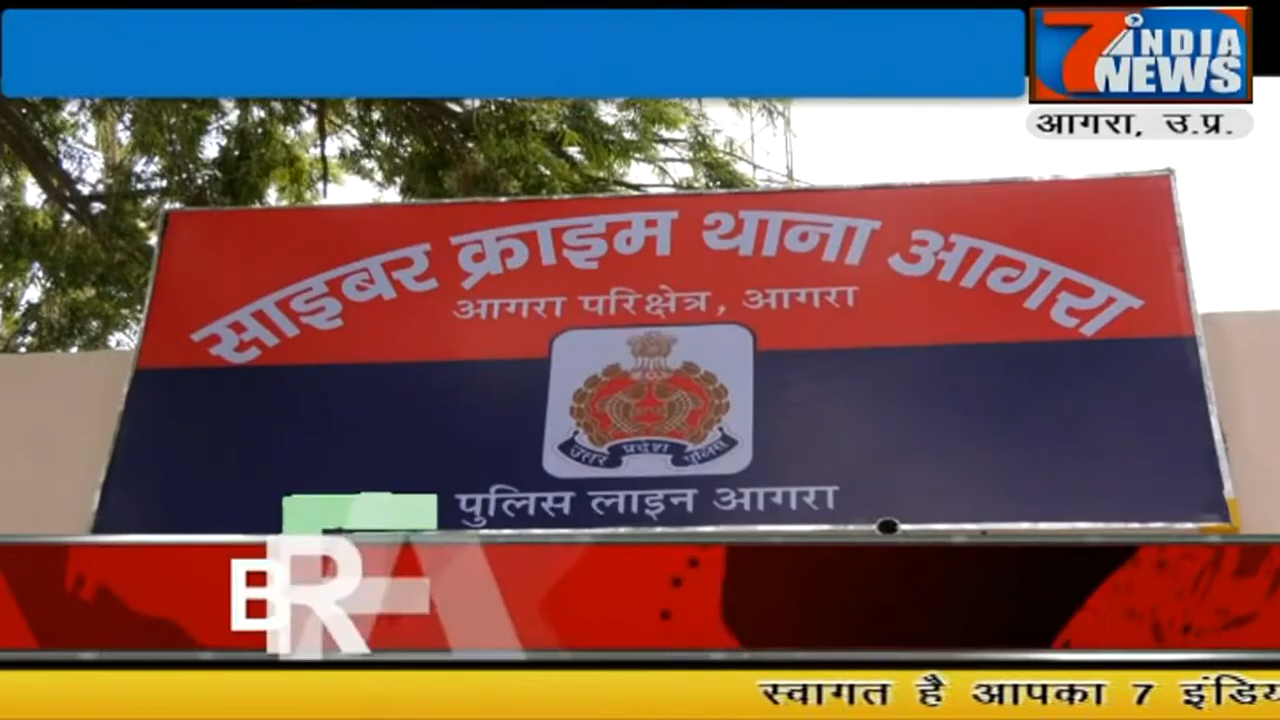 7 INDIA
NEWS
आगरा, उ.प्र.
साइबर क्राइम थाना आगरा
आगरा परिक्षेत्र, आगरा
उत्तर प्रदेश पुलिस
पुलिस लाइन आगरा
BR
स्वागत है आपका 7 इंडिय